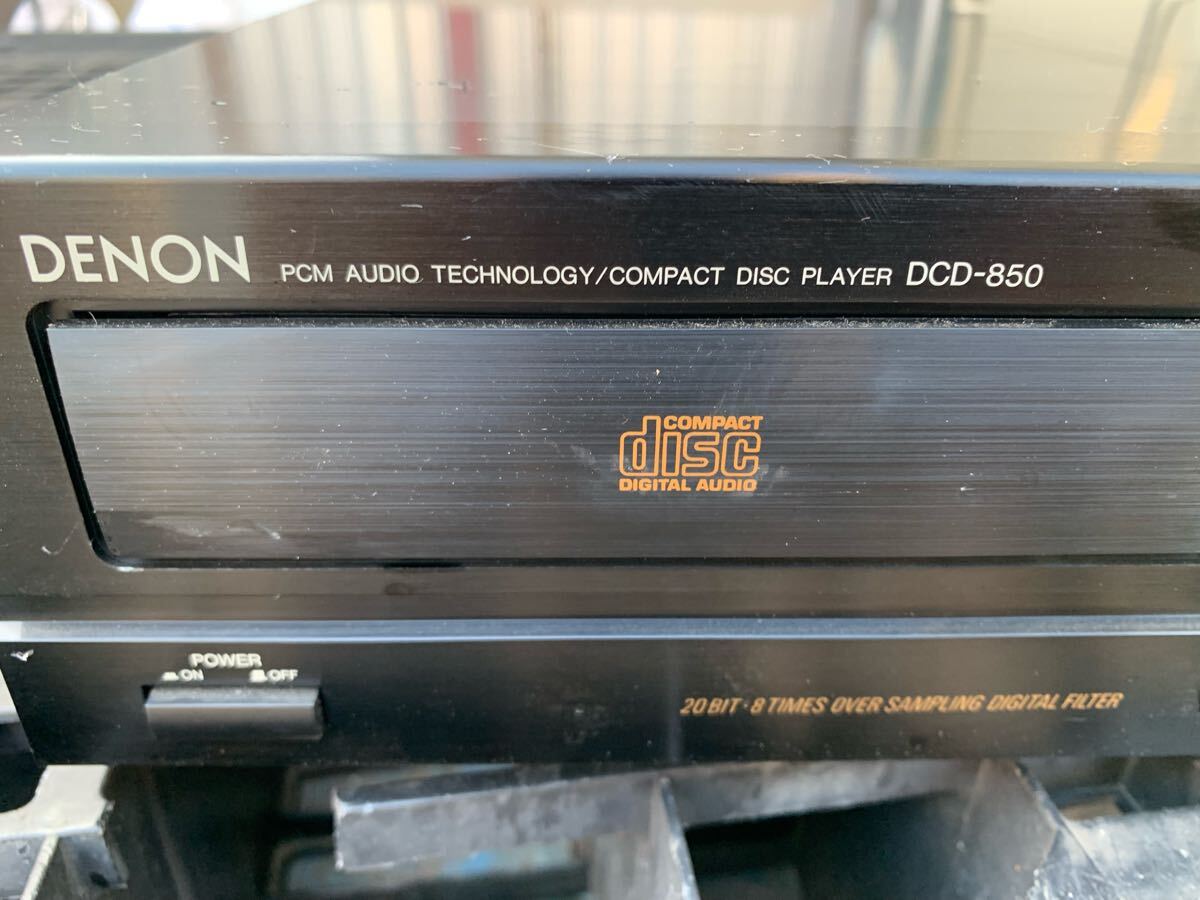 DENON PCM AUDIO TECHNOLOGY/COMPACT DISC PLAYER DCD-850
COMPACT
disc
DIGITAL AUDIO
POWER
ON OFF
20 BIT·8 TIMES OVER SAMPLING DIGITAL FILTER